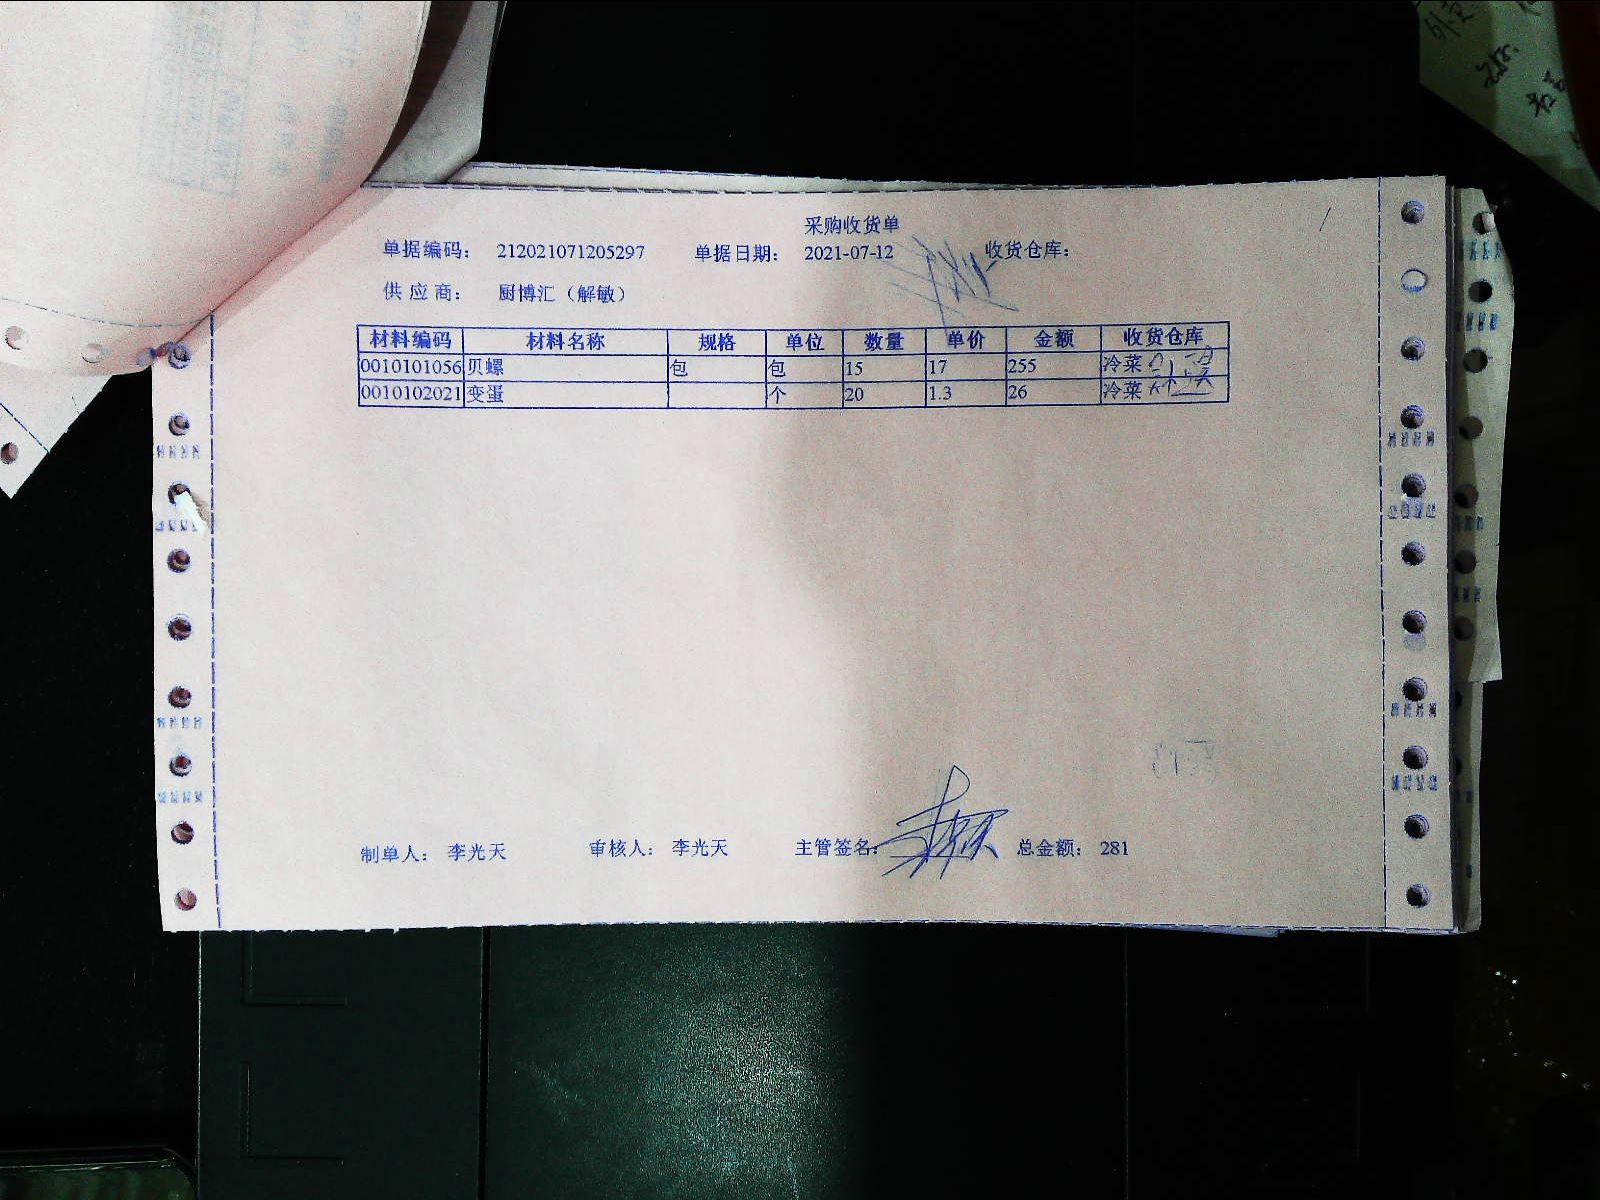 采购收货单
单据编码： 212021071205297 单据日期： 2021-07-12 收货仓库：
供应商： 厨博汇（解敏）
材料编码 材料名称 规格 单位 数量 单价 金额 收货仓库
0010101056 贝螺 包 包 15 17 255 冷菜
0010102021 变蛋 个 20 1.3 26 冷菜
制单人： 李光天 审核人： 李光天 主管签名： 总金额： 281